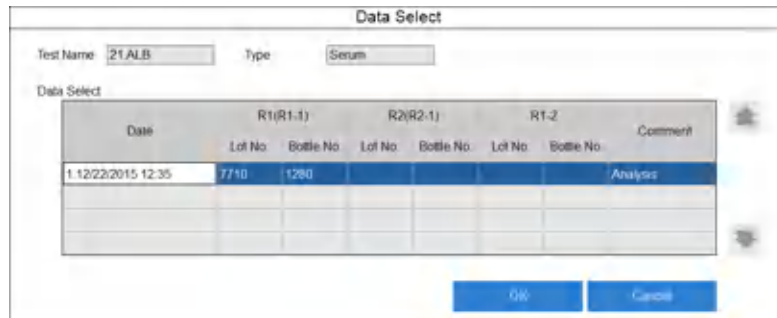 Data Select
Test Name 21.ALB Type Serum
Data Select
Date R1(R1-1) R2(R2-1) R1-2 Comment
Lot No. Bottle No. Lot No. Bottle No. Lot No. Bottle No.
1.12/22/2015 12:35 7710 1280 Analysis
OK Cancel